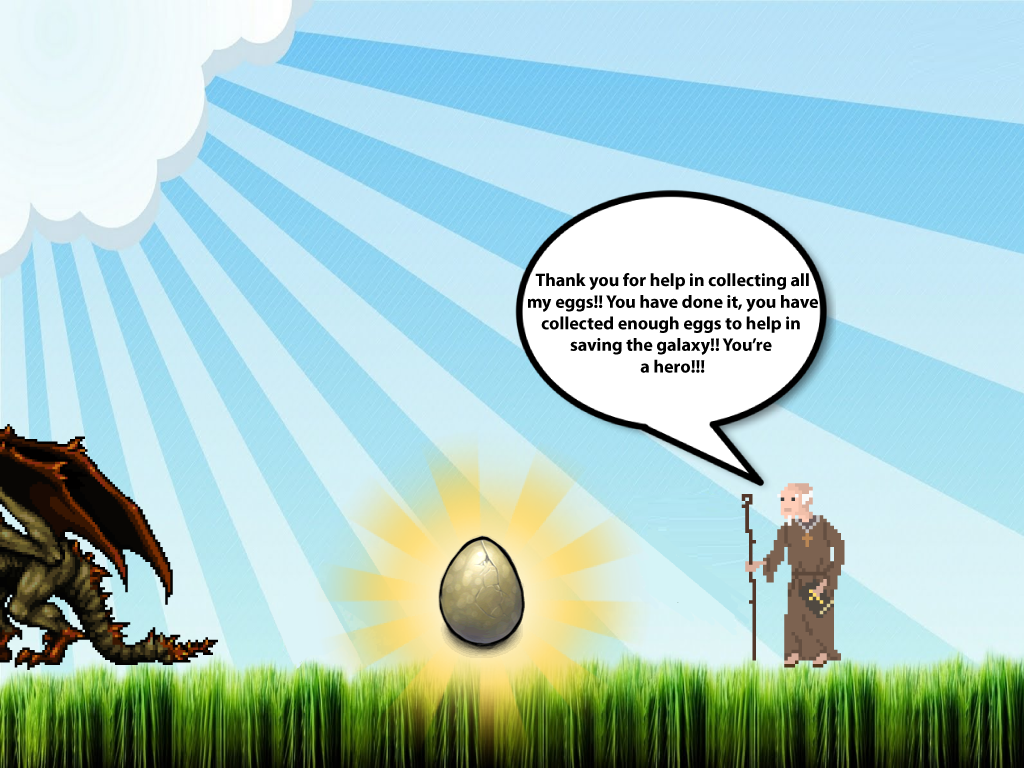 Thank you for help in collecting all
my eggs!! You have done it, you have
collected enough eggs to help in
saving the galaxy!! You’re
a hero!!!